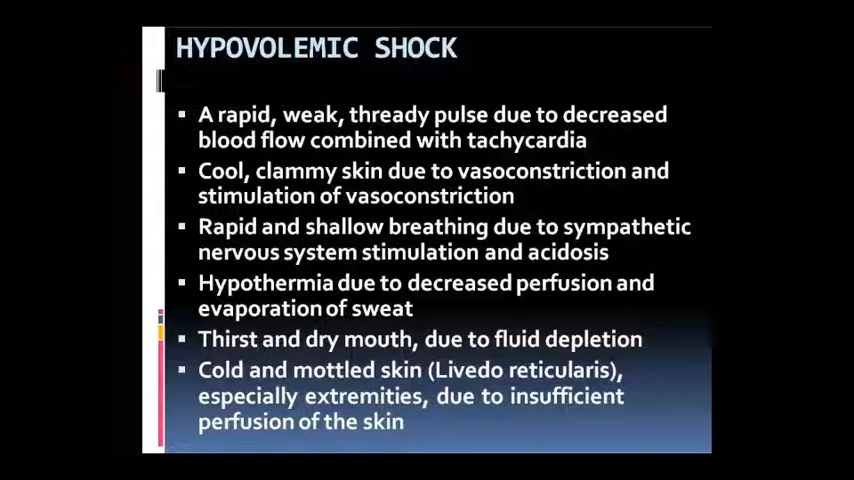 HYPOVOLEMIC SHOCK
▪ A rapid, weak, thready pulse due to decreased
blood flow combined with tachycardia
▪ Cool, clammy skin due to vasoconstriction and
stimulation of vasoconstriction
▪ Rapid and shallow breathing due to sympathetic
nervous system stimulation and acidosis
▪ Hypothermia due to decreased perfusion and
evaporation of sweat
▪ Thirst and dry mouth, due to fluid depletion
▪ Cold and mottled skin (Livedo reticularis),
especially extremities, due to insufficient
perfusion of the skin